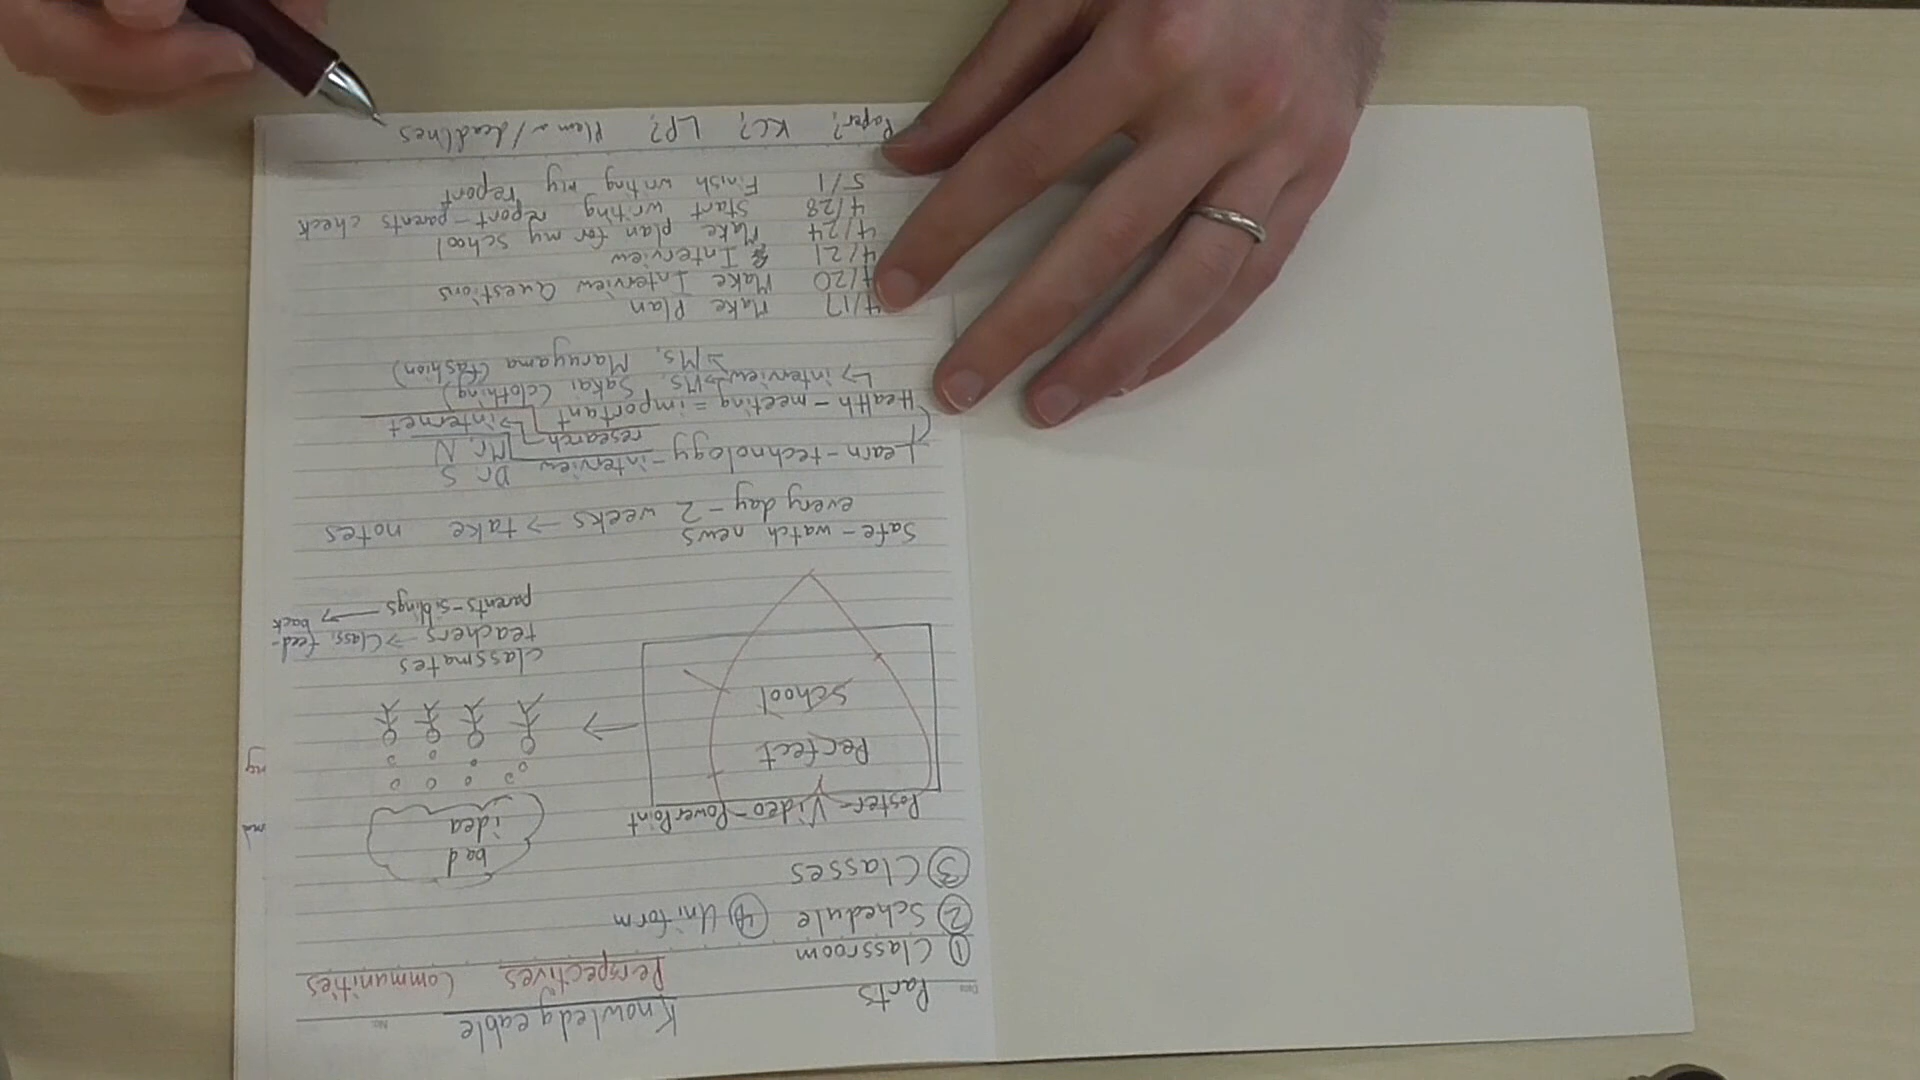 Knowledgeable
Parts Perspectives Communities
① Classroom
② Schedule ④ Uniform
③ Classes
bad
idea
Poster-Video-PowerPoint
Perfect
School
classmates
teachers → Class. feed-
back
parents-siblings →
Safe-watch news
everyday-2 weeks → take notes
Dr S
Learn-technology-interview Mr. N
research
→ internet
Health-meeting=important
↳ interview → Ms. Sakai (clothing)
→ Ms. Maruyama (fashion)
4/17 Make Plan
4/20 Make Interview Questions
4/21 Interview
4/24 Make plan for my school
4/28 Start writing report-parents check
5/1 Finish writing my report
Paper? KC? LP? Plan w/deadlines